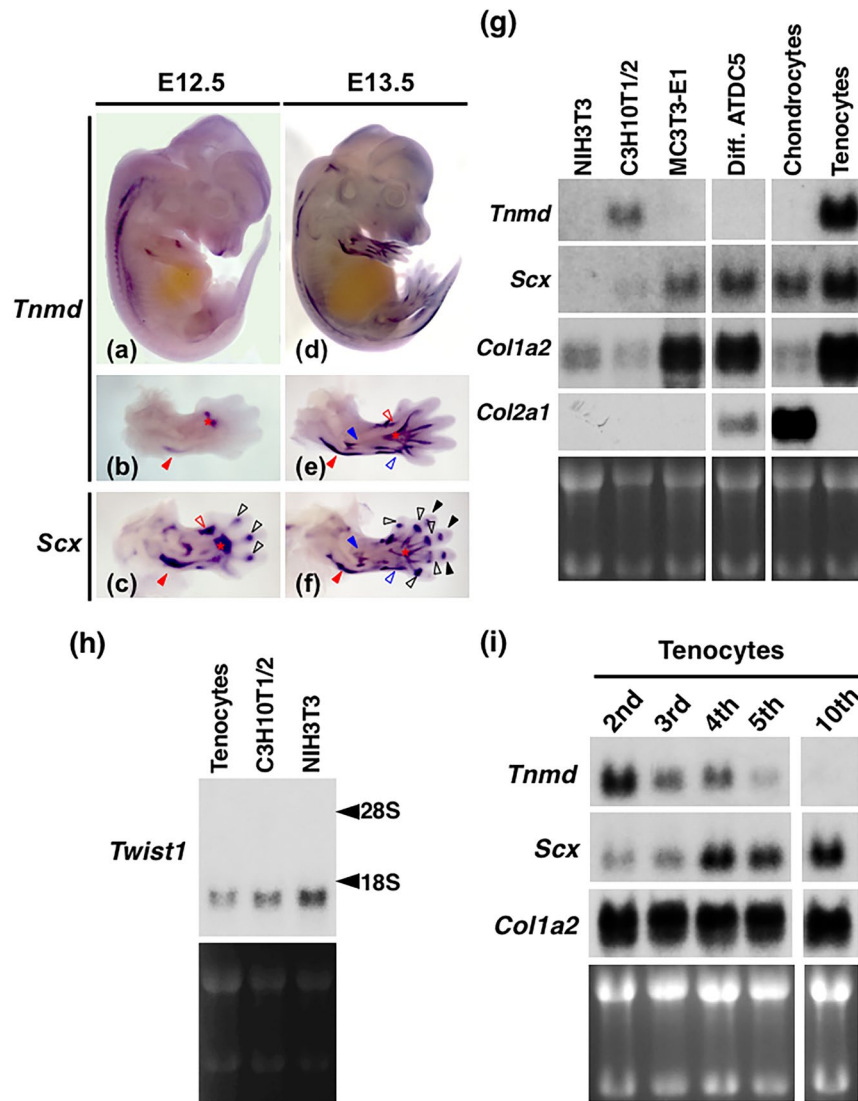 E12.5 E13.5
Tnmd
(a) (d)
(b) (e)
Scx
(c) (f)
(g)
NIH3T3 C3H10T1/2 MC3T3-E1 Diff. ATDC5 Chondrocytes Tenocytes
Tnmd
Scx
Col1a2
Col2a1
(h)
Tenocytes C3H10T1/2 NIH3T3
28S
Twist1
18S
(i)
Tenocytes
2nd 3rd 4th 5th 10th
Tnmd
Scx
Col1a2